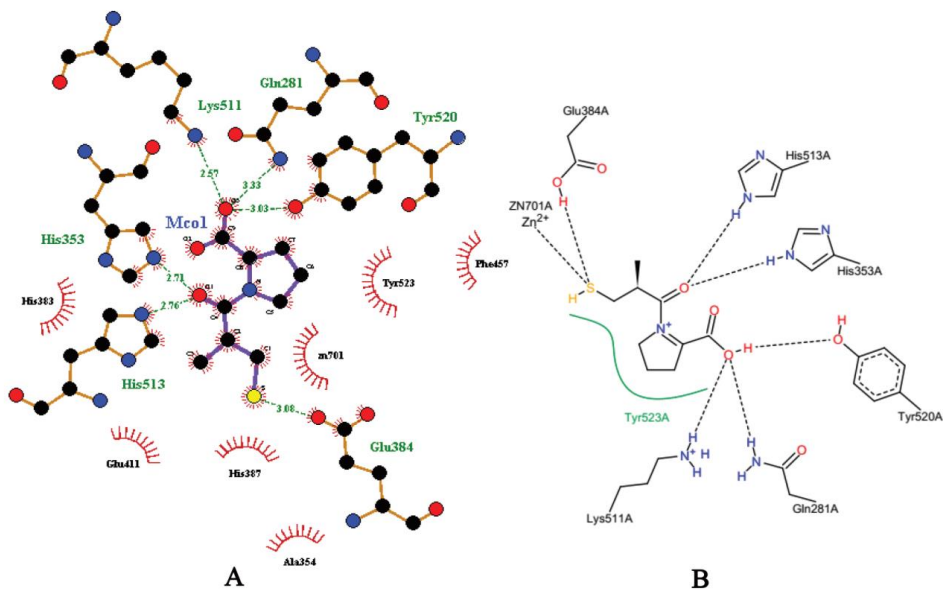 Lys511
Gln281
Tyr520
2.57
3.33
3.03
Mco1
His353
2.71
2.76
His383
His513
Tyr523
Phe457
zn701
3.08
Glu384
Glu411
His387
Ala354
A
Glu384A
O
O
H
ZN701A
Zn2+
H
S
N
N
H
His513A
N
H
N
His353A
O
N+
O
O
H
H
O
Tyr520A
Tyr523A
H
N+
H
H
H
H
N
O
Lys511A
Gln281A
B